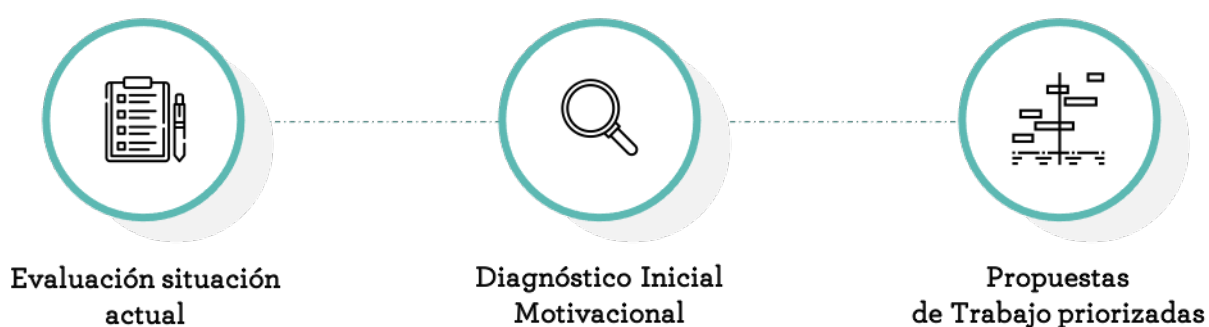 Evaluación situación
actual
Diagnóstico Inicial
Motivacional
Propuestas
de Trabajo priorizadas